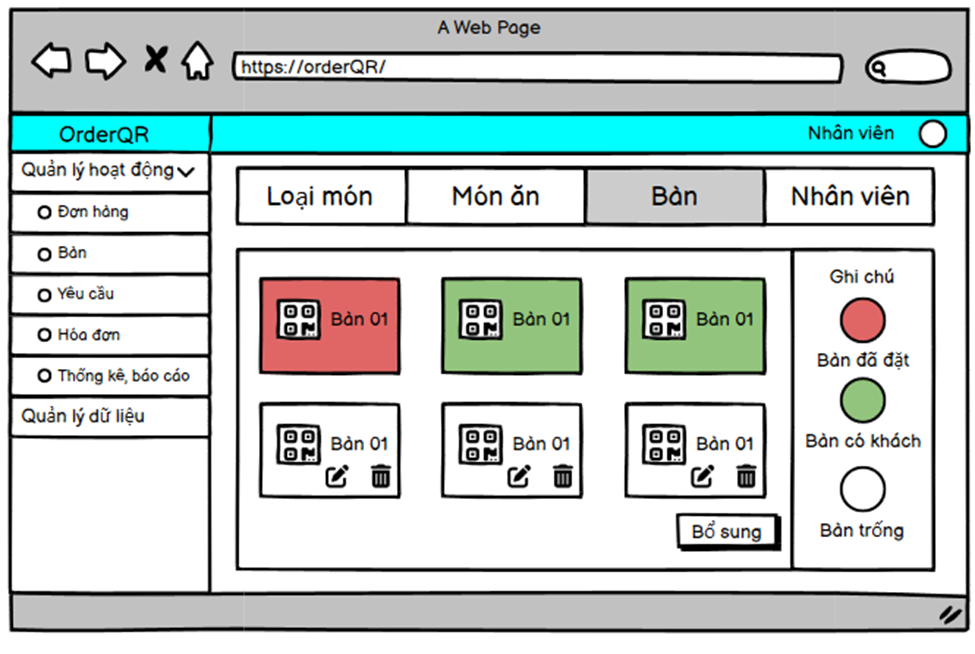 A Web Page
https://orderQR/
OrderQR
Nhân viên
Quản lý hoạt động
Đơn hàng
Bàn
Yêu cầu
Hóa đơn
Thống kê, báo cáo
Quản lý dữ liệu
Loại món
Món ăn
Bàn
Nhân viên
Bàn 01
Bàn 01
Bàn 01
Bàn 01
Bàn 01
Bàn 01
Bổ sung
Ghi chú
Bàn đã đặt
Bàn có khách
Bàn trống